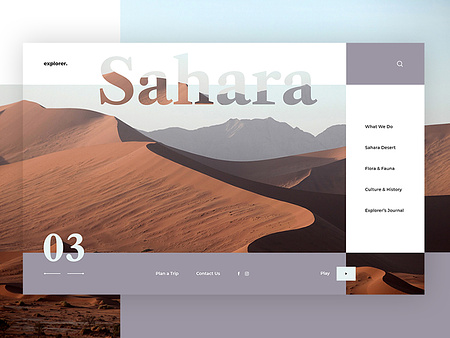 explorer.
Sahara
What We Do
Sahara Desert
Flora & Fauna
Culture & History
Explorer's Journal
03
Plan a Trip
Contact Us
f
Play